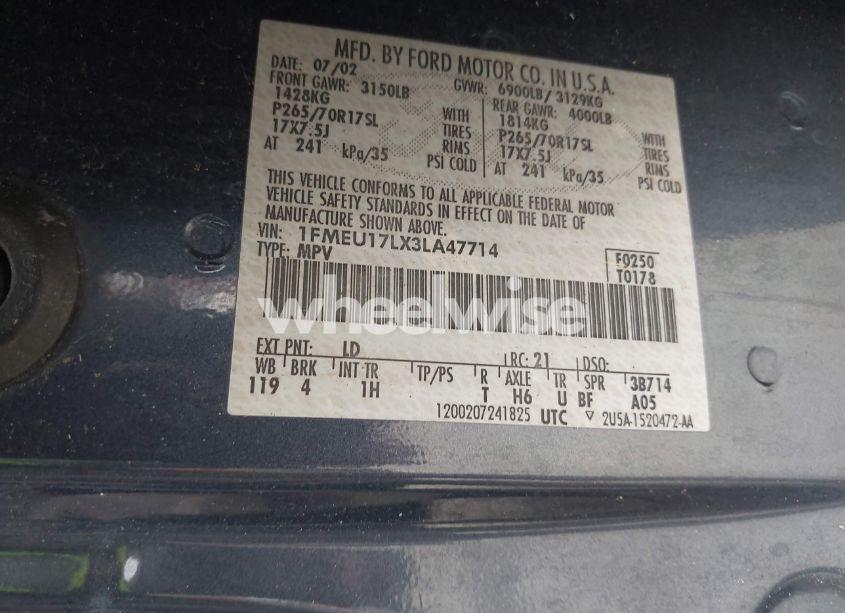 MFD. BY FORD MOTOR CO. IN U.S.A.
DATE: 07/02 GVWR: 6900LB/ 3129KG
FRONT GAWR: 3150LB REAR GAWR: 4000LB
1428KG WITH 1814KG WITH
P265/70R17SL TIRES P265/70R17SL TIRES
17X7.5J RIMS 17X7.5J RIMS
AT 241 kPa/35 PSI COLD AT 241 kPa/35 PSI COLD
THIS VEHICLE CONFORMS TO ALL APPLICABLE FEDERAL MOTOR
VEHICLE SAFETY STANDARDS IN EFFECT ON THE DATE OF
MANUFACTURE SHOWN ABOVE.
VIN: 1FMEU17LX3LA47714
TYPE: MPV
F0250
T0178
wheelwise
EXT PNT: LD RC: 21 DSO:
WB BRK INT TR TP/PS R AXLE TR SPR 3B714
119 4 1H T H6 U BF A05
1200207241825 UTC ▽ 2U5A-1520472-AA